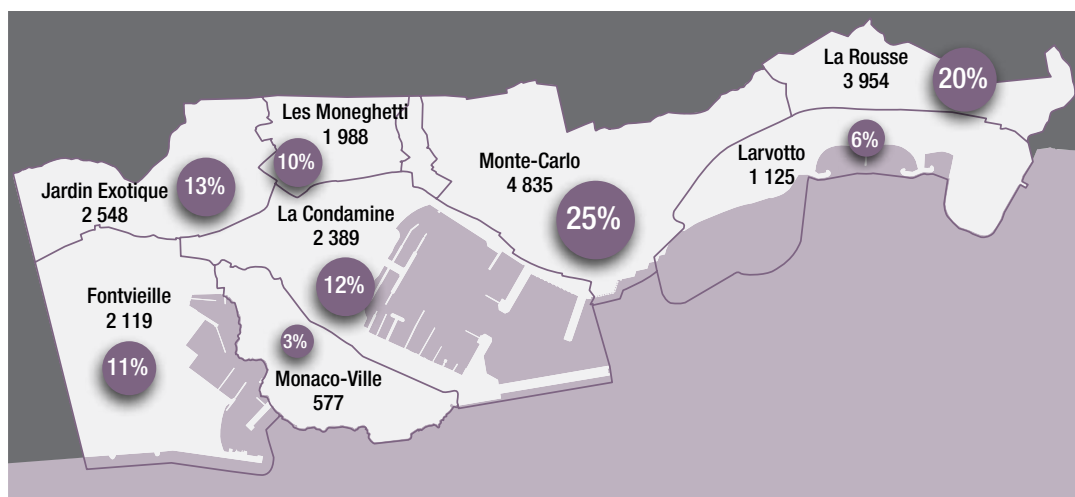 La Rousse
3 954
20%
Les Moneghetti
1 988
10%
Monte-Carlo
4 835
25%
Larvotto
1 125
6%
Jardin Exotique
2 548
13%
La Condamine
2 389
12%
Fontvieille
2 119
11%
3%
Monaco-Ville
577